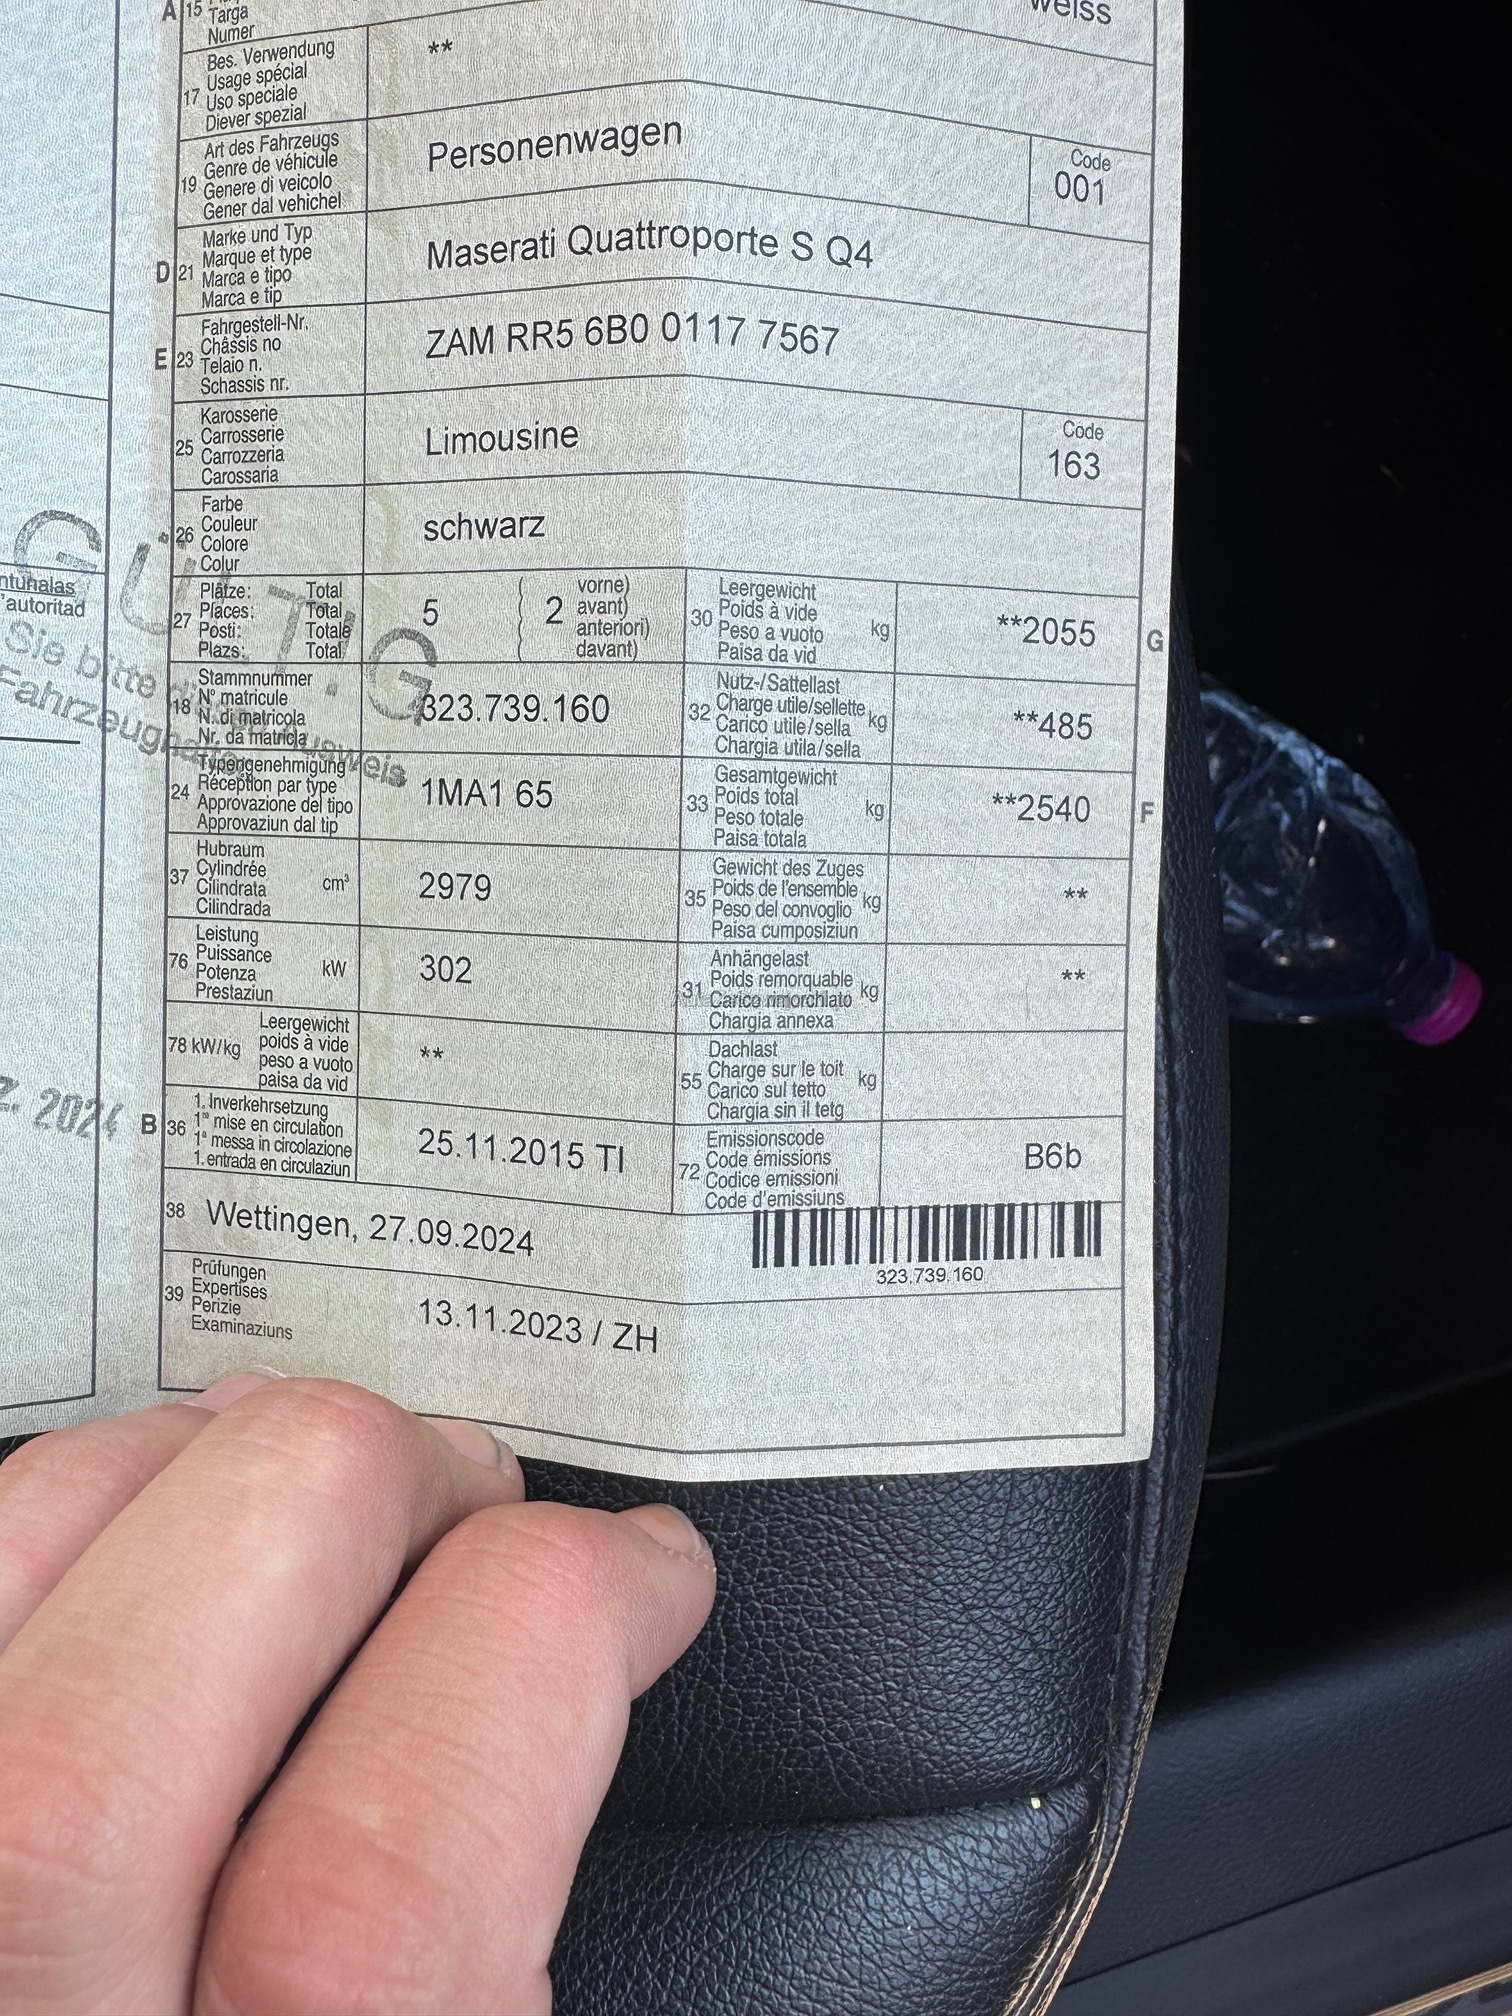 A 15 Targa
Numer
weiss
17 Bes. Verwendung
Usage spécial
Uso speciale
Diever spezial
**
19 Art des Fahrzeugs
Genre de véhicule
Genere di veicolo
Gener dal vehichel
Personenwagen
Code
001
D 21 Marke und Typ
Marque et type
Marca e tipo
Marca e tip
Maserati Quattroporte S Q4
E 23 Fahrgestell-Nr.
Châssis no
Telaio n.
Schassis nr.
ZAM RR5 6B0 0117 7567
25 Karosserie
Carrosserie
Carrozzeria
Carossaria
Limousine
Code
163
26 Farbe
Couleur
Colore
Colur
schwarz
27 Plätze: Total
Places: Total
Posti: Totale
Plazs: Total
5
2
vorne)
avant)
anteriori)
davant)
30 Leergewicht
Poids à vide
Peso a vuoto kg
Paisa da vid
**2055
G
18 Stammnummer
N° matricule
N. di matricola
Nr. da matricla
323.739.160
32 Nutz-/Sattellast
Charge utile/sellette kg
Carico utile/sella
Chargia utila/sella
**485
24 Typengenehmigung
Réception par type
Approvazione del tipo
Approvaziun dal tip
1MA1 65
33 Gesamtgewicht
Poids total kg
Peso totale
Paisa totala
**2540
F
37 Hubraum
Cylindrée
Cilindrata cm³
Cilindrada
2979
35 Gewicht des Zuges
Poids de l'ensemble kg
Peso del convoglio
Paisa cumposiziun
**
76 Leistung
Puissance
Potenza kW
Prestaziun
302
31 Anhängelast
Poids remorquable kg
Carico rimorchiato
Chargia annexa
**
78 kW/kg Leergewicht
poids à vide
peso a vuoto
paisa da vid
**
55 Dachlast
Charge sur le toit kg
Carico sul tetto
Chargia sin il tetg
B 36 1. Inverkehrsetzung
1re mise en circulation
1a messa in circolazione
1. entrada en circulaziun
25.11.2015 TI
72 Emissionscode
Code émissions
Codice emissioni
Code d'emissiuns
B6b
38 Wettingen, 27.09.2024
323.739.160
39 Prüfungen
Expertises
Perizie
Examinaziuns
13.11.2023 / ZH
GÜLTIG
Sie bitte
Ausweis
'autoritad
Z. 2024